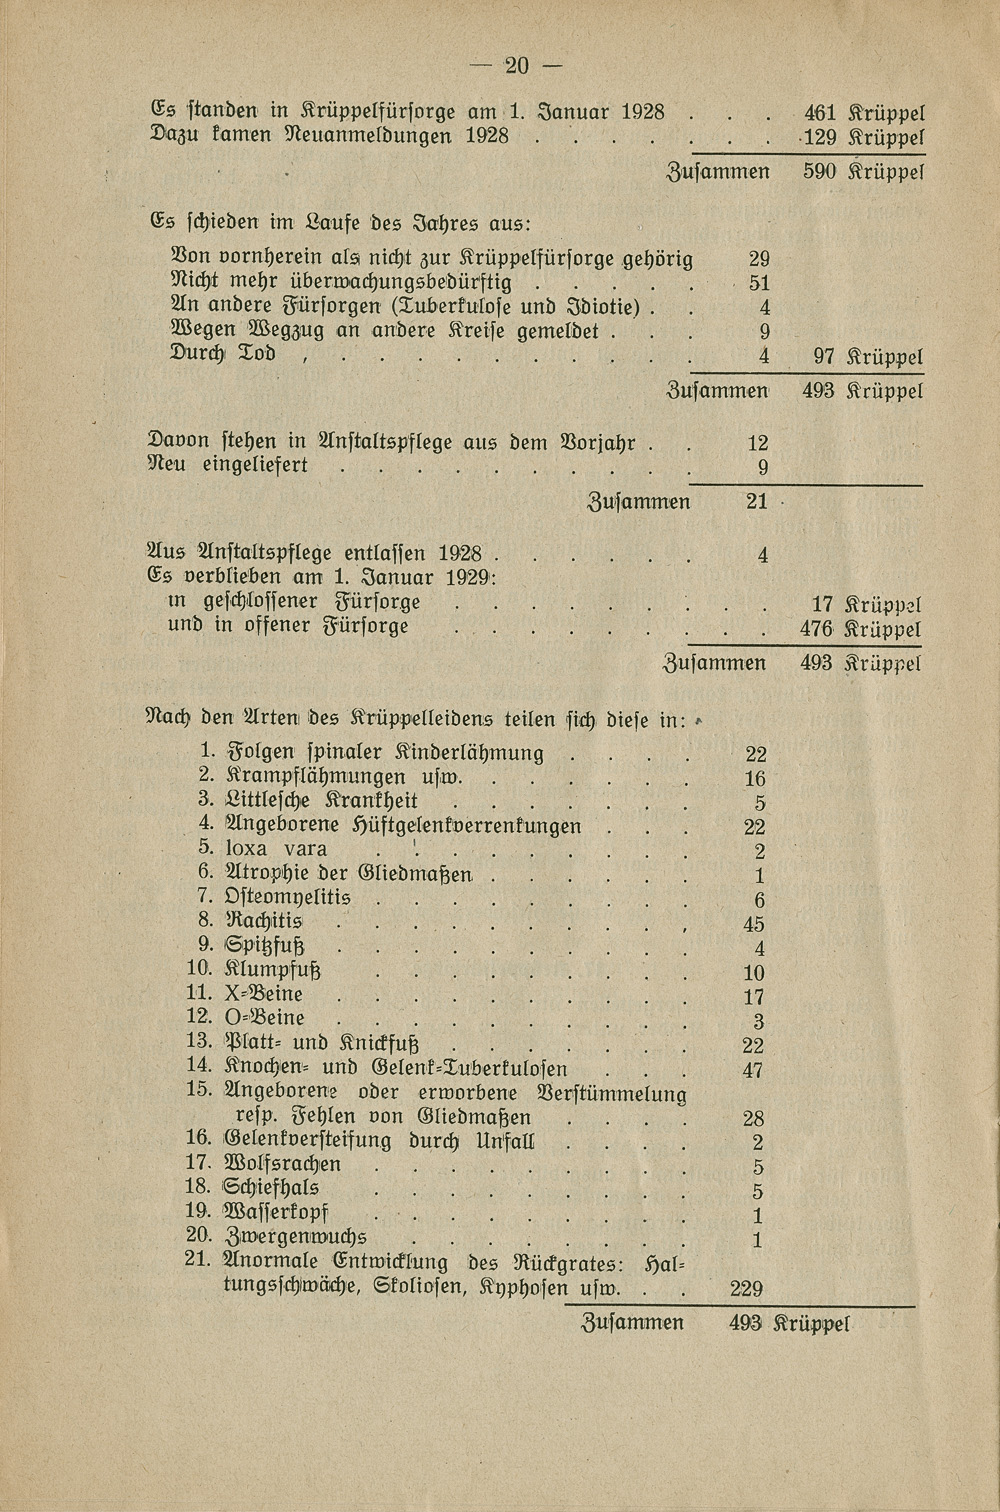 — 20 —
Es standen in Krüppelfürsorge am 1. Januar 1928 . . . 461 Krüppel
Dazu kamen Neuanmeldungen 1928 . . . . . . . 129 Krüppel
Zusammen 590 Krüppel
Es schieden im Laufe des Jahres aus:
Von vornherein als nicht zur Krüppelfürsorge gehörig 29
Nicht mehr überwachungsbedürftig . . . . . 51
An andere Fürsorgen (Tuberkulose und Idiotie) . . 4
Wegen Wegzug an andere Kreise gemeldet . . . 9
Durch Tod , . . . . . . . . . . 4 97 Krüppel
Zusammen 493 Krüppel
Davon stehen in Anstaltspflege aus dem Vorjahr . . 12
Neu eingeliefert . . . . . . . . . . 9
Zusammen 21
Aus Anstaltspflege entlassen 1928 . . . . . . 4
Es verblieben am 1. Januar 1929:
in geschlossener Fürsorge . . . . . . . . . 17 Krüppel
und in offener Fürsorge . . . . . . . . . 476 Krüppel
Zusammen 493 Krüppel
Nach den Arten des Krüppelleidens teilen sich diese in:
1. Folgen spinaler Kinderlähmung . . . . 22
2. Krampflähmungen usw. . . . . . . 16
3. Littlesche Krankheit . . . . . . . 5
4. Angeborene Hüftgelenkverrenkungen . . . 22
5. loxa vara . . . . . . . . . 2
6. Atrophie der Gliedmaßen . . . . . . 1
7. Osteomyelitis . . . . . . . . . 6
8. Rachitis . . . . . . . . . , 45
9. Spitzfuß . . . . . . . . . . 4
10. Klumpfuß . . . . . . . . . 10
11. X-Beine . . . . . . . . . . 17
12. O-Beine . . . . . . . . . . 3
13. Platt- und Knickfuß . . . . . . . 22
14. Knochen- und Gelenk-Tuberkulosen . . . 47
15. Angeborene oder erworbene Verstümmelung
resp. Fehlen von Gliedmaßen . . . . 28
16. Gelenkversteifung durch Unfall . . . . 2
17. Wolfsrachen . . . . . . . . . 5
18. Schiefhals . . . . . . . . . 5
19. Wasserkopf . . . . . . . . . 1
20. Zwergenwuchs . . . . . . . . 1
21. Anormale Entwicklung des Rückgrates: Hal-
tungsschwäche, Skoliosen, Kyphosen usw. . . 229
Zusammen 493 Krüppel